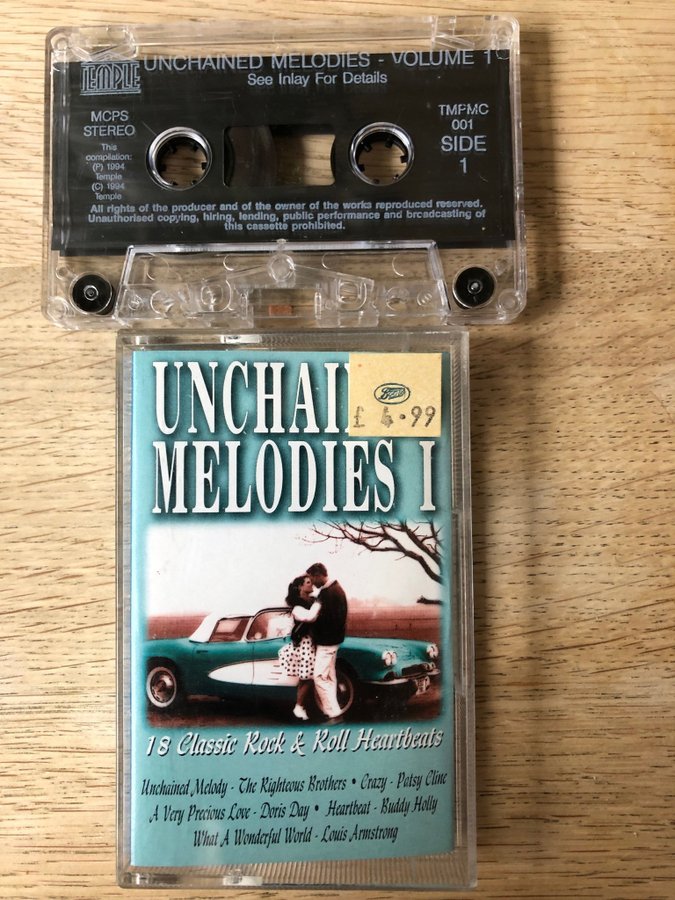 UNCHAINED MELODIES - VOLUME 1
TEMPLE
See Inlay For Details
MCPS
STEREO
This
compilation:
(P) 1994
Temple
(C) 1994
Temple
TMPMC
001
SIDE
1
All rights of the producer and of the owner of the works reproduced reserved.
Unauthorised copying, hiring, lending, public performance and broadcasting of
this cassette prohibited.
UNCHAI
Boots
£ 4.99
MELODIES I
18 Classic Rock & Roll Heartbeats
Unchained Melody - The Righteous Brothers • Crazy - Patsy Cline
A Very Precious Love - Doris Day • Heartbeat - Buddy Holly
What A Wonderful World - Louis Armstrong